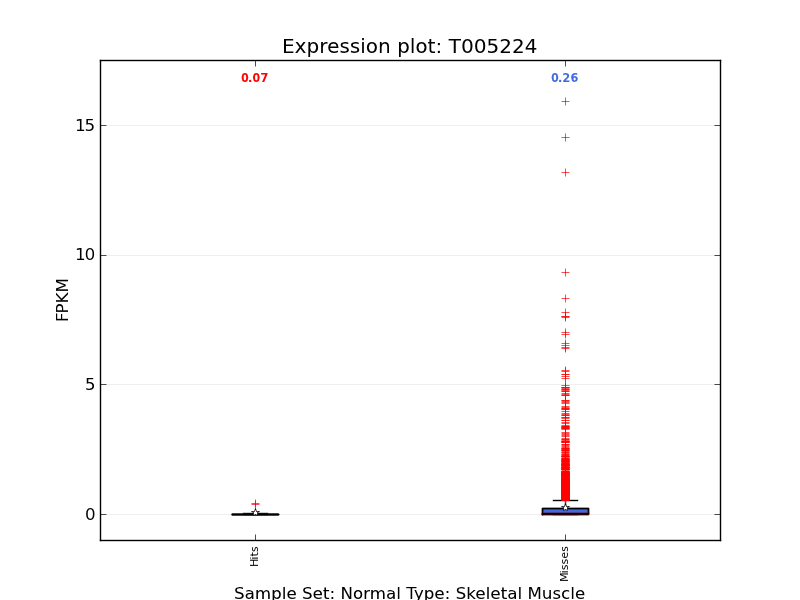 Expression plot: T005224
0.07
0.26
15
10
5
0
FPKM
Hits
Misses
Sample Set: Normal Type: Skeletal Muscle